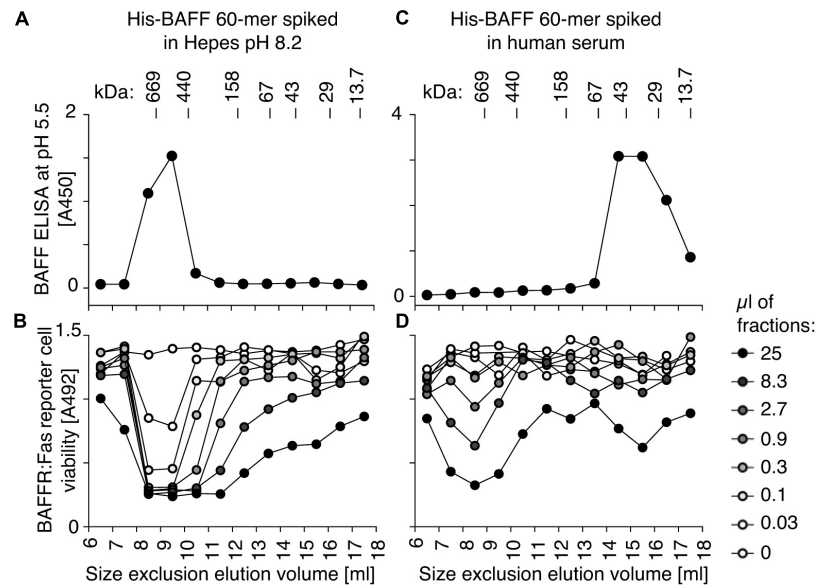 A
His-BAFF 60-mer spiked
in Hepes pH 8.2
C
His-BAFF 60-mer spiked
in human serum
kDa: 669 440 158 67 43 29 13.7
kDa: 669 440 158 67 43 29 13.7
2
0
BAFF ELISA at pH 5.5
[A450]
4
0
B
1.5
0
BAFFR:Fas reporter cell
viability [A492]
D
6 7 8 9 10 11 12 13 14 15 16 17 18
Size exclusion elution volume [ml]
6 7 8 9 10 11 12 13 14 15 16 17 18
Size exclusion elution volume [ml]
µl of
fractions:
25
8.3
2.7
0.9
0.3
0.1
0.03
0